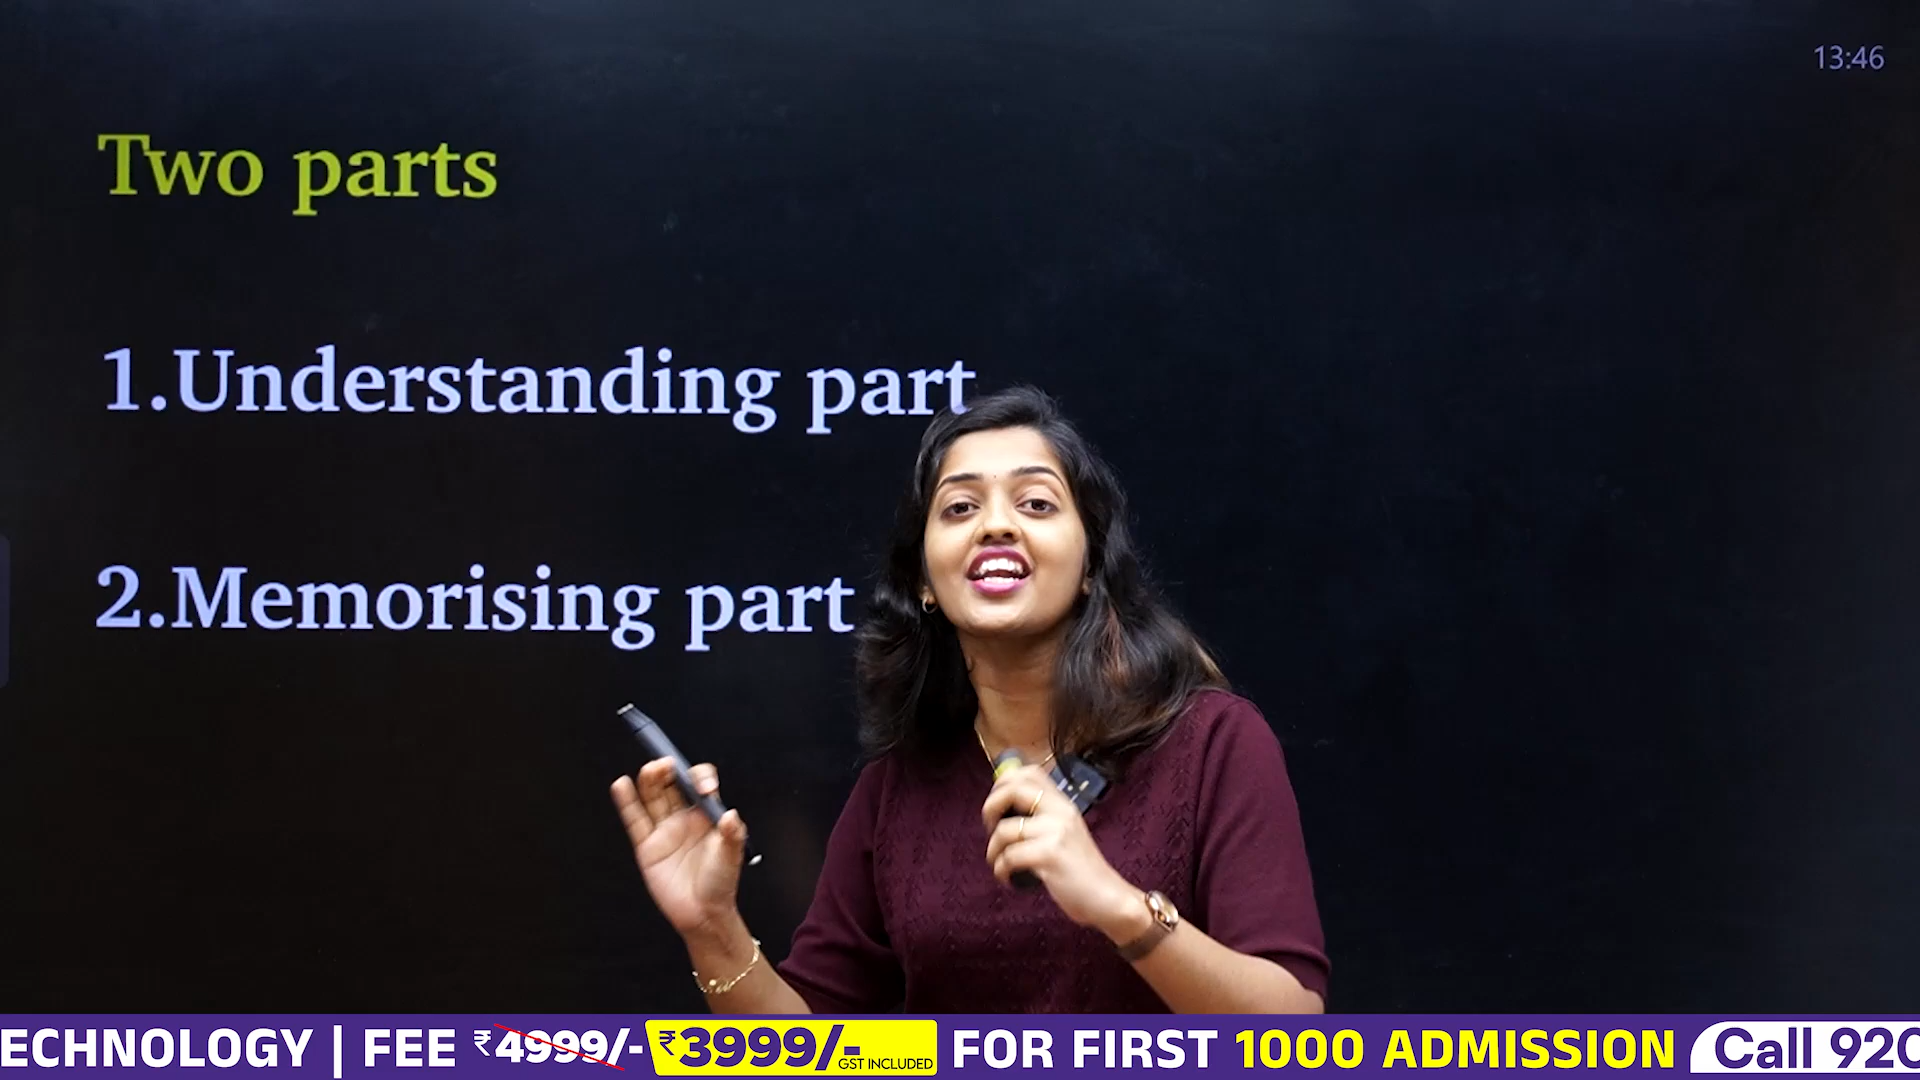 13:46
Two parts
1.Understanding part
2.Memorising part
ECHNOLOGY | FEE ₹4999/- ₹3999/- GST INCLUDED FOR FIRST 1000 ADMISSION Call 920